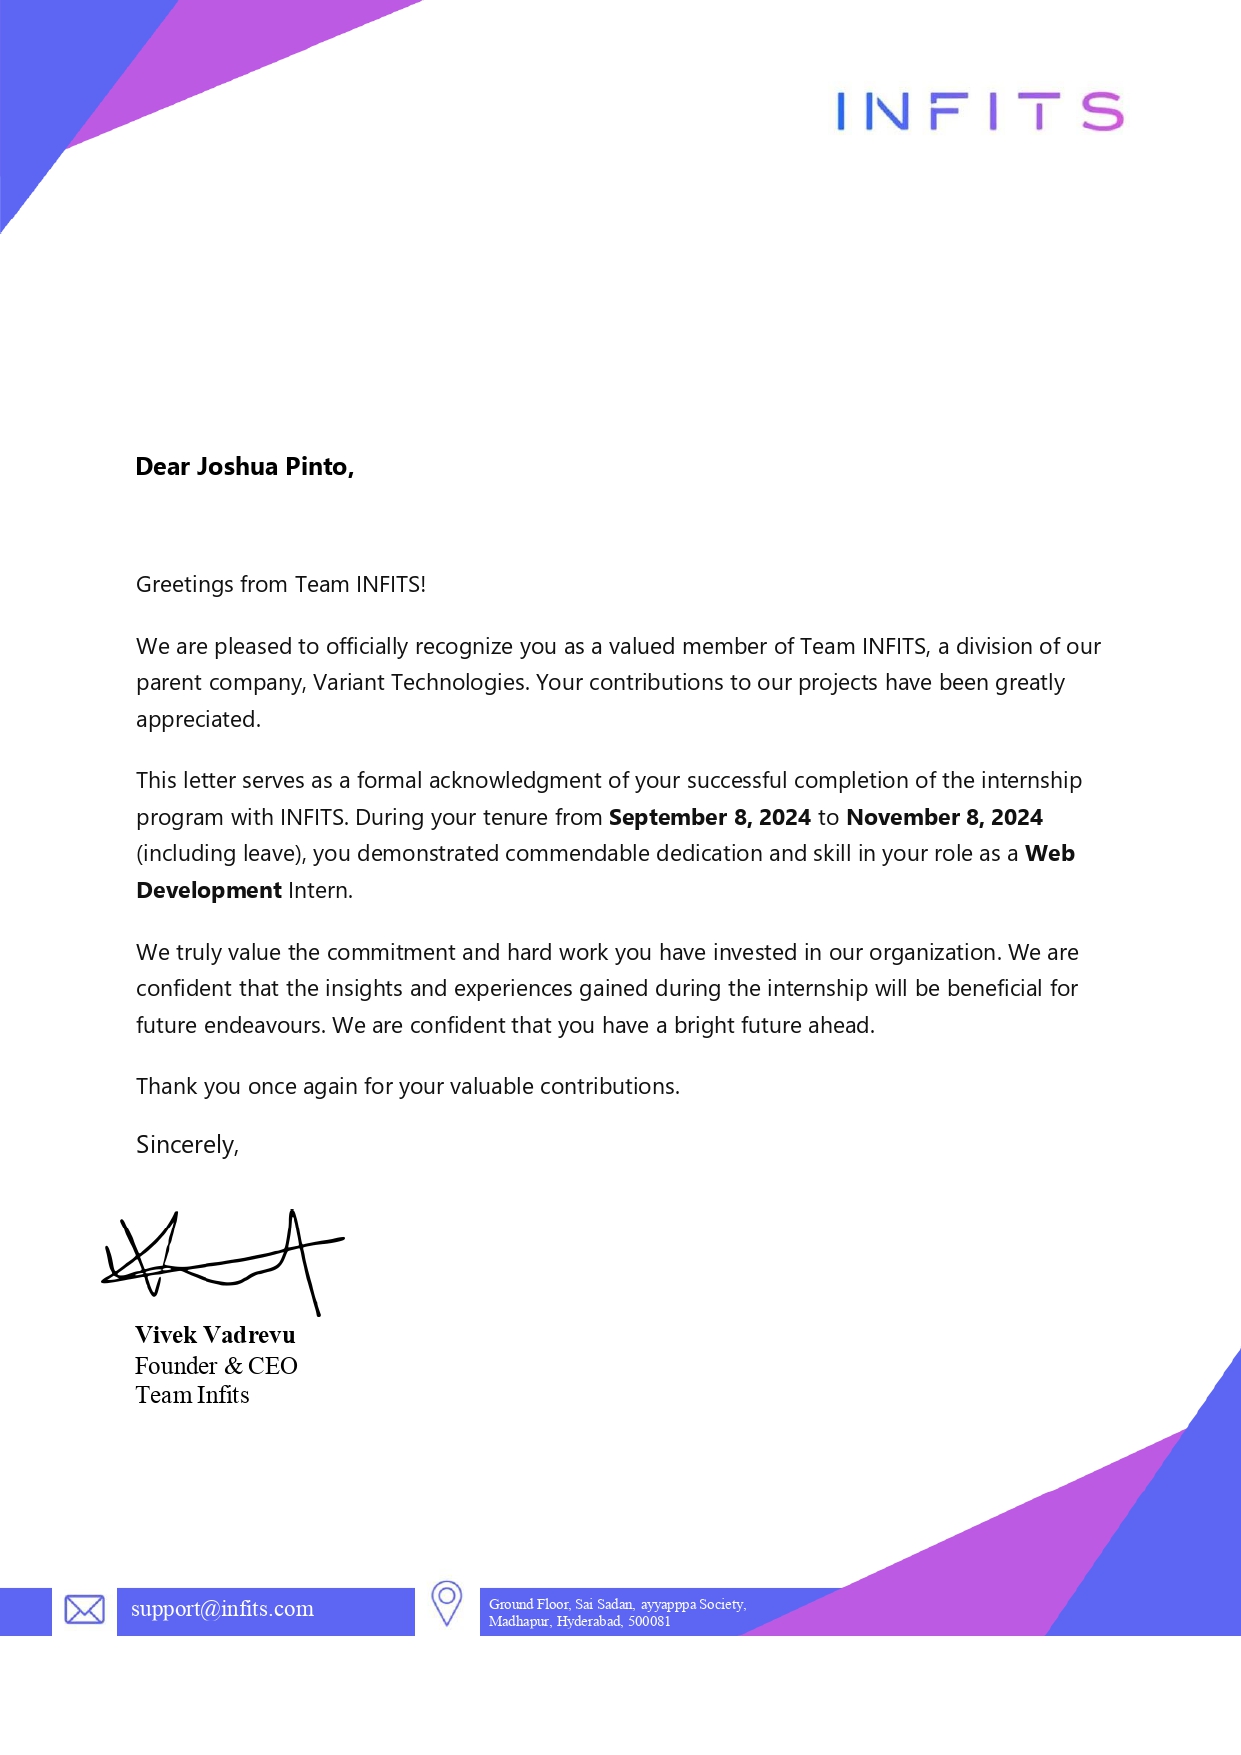 INFITS
Dear Joshua Pinto,
Greetings from Team INFITS!
We are pleased to officially recognize you as a valued member of Team INFITS, a division of our
parent company, Variant Technologies. Your contributions to our projects have been greatly
appreciated.
This letter serves as a formal acknowledgment of your successful completion of the internship
program with INFITS. During your tenure from September 8, 2024 to November 8, 2024
(including leave), you demonstrated commendable dedication and skill in your role as a Web
Development Intern.
We truly value the commitment and hard work you have invested in our organization. We are
confident that the insights and experiences gained during the internship will be beneficial for
future endeavours. We are confident that you have a bright future ahead.
Thank you once again for your valuable contributions.
Sincerely,
Vivek Vadrevu
Founder & CEO
Team Infits
support@infits.com
Ground Floor, Sai Sadan, ayyapppa Society,
Madhapur, Hyderabad, 500081